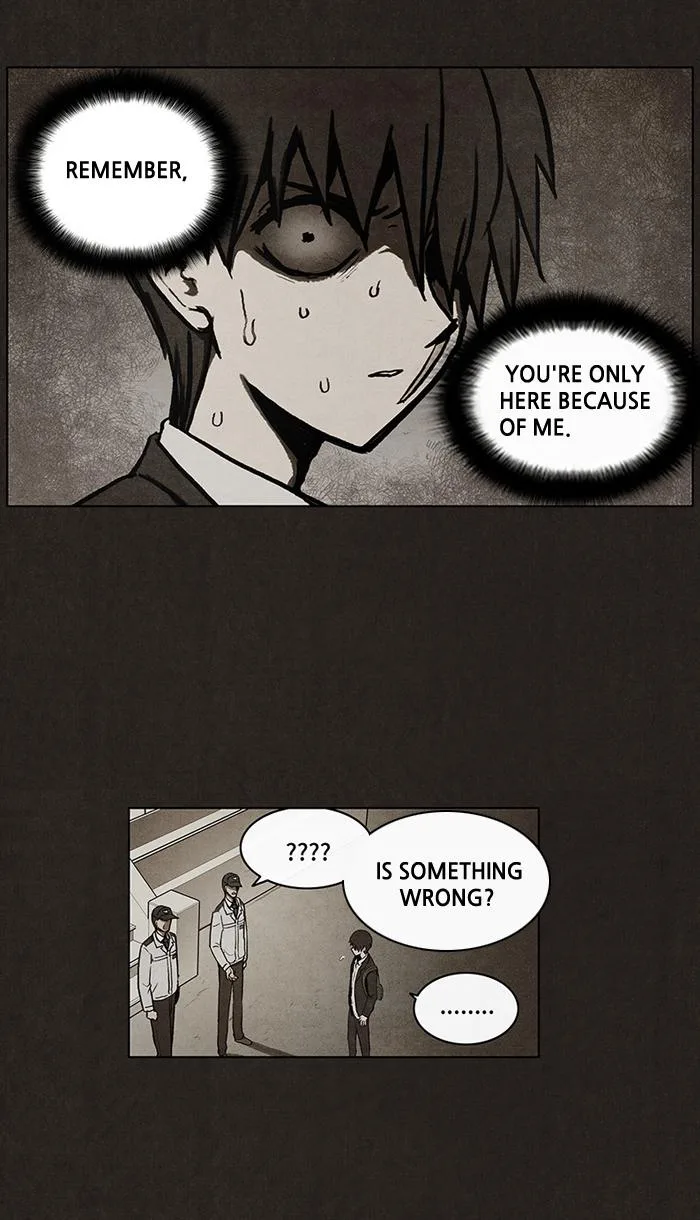 REMEMBER,
YOU'RE ONLY
HERE BECAUSE
OF ME.
????
IS SOMETHING
WRONG?
........